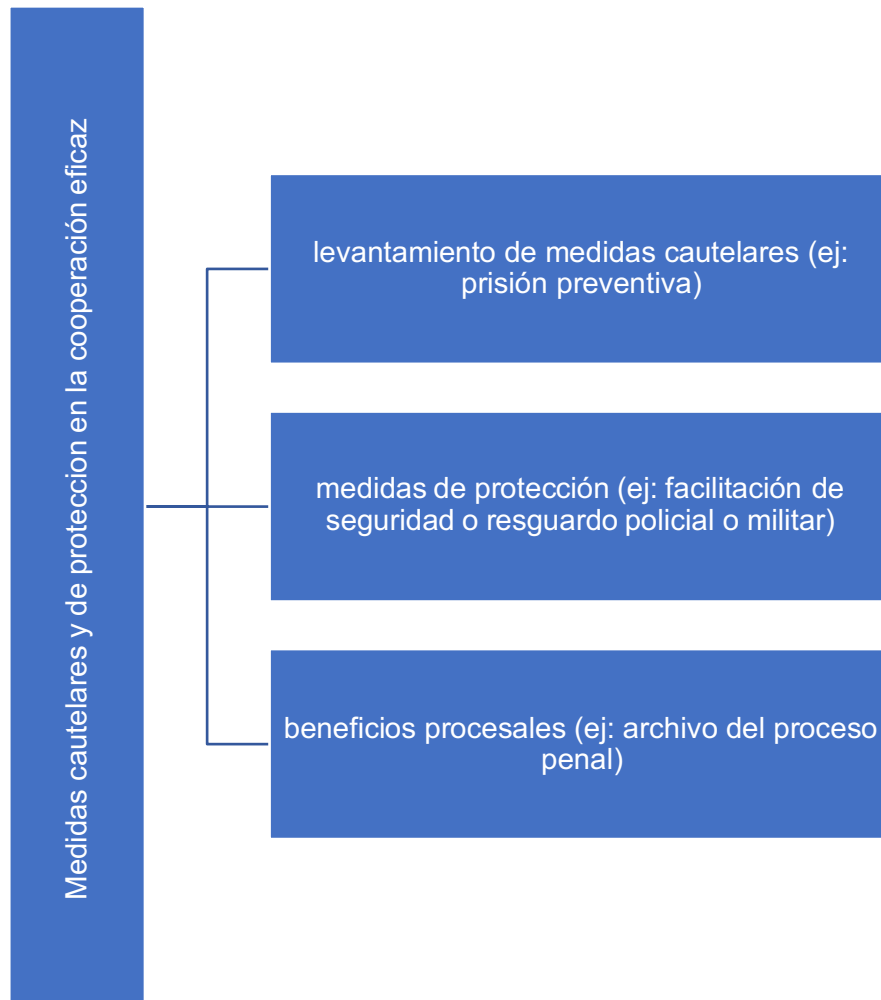 Medidas cautelares y de proteccion en la cooperación eficaz
levantamiento de medidas cautelares (ej:
prisión preventiva)
medidas de protección (ej: facilitación de
seguridad o resguardo policial o militar)
beneficios procesales (ej: archivo del proceso
penal)